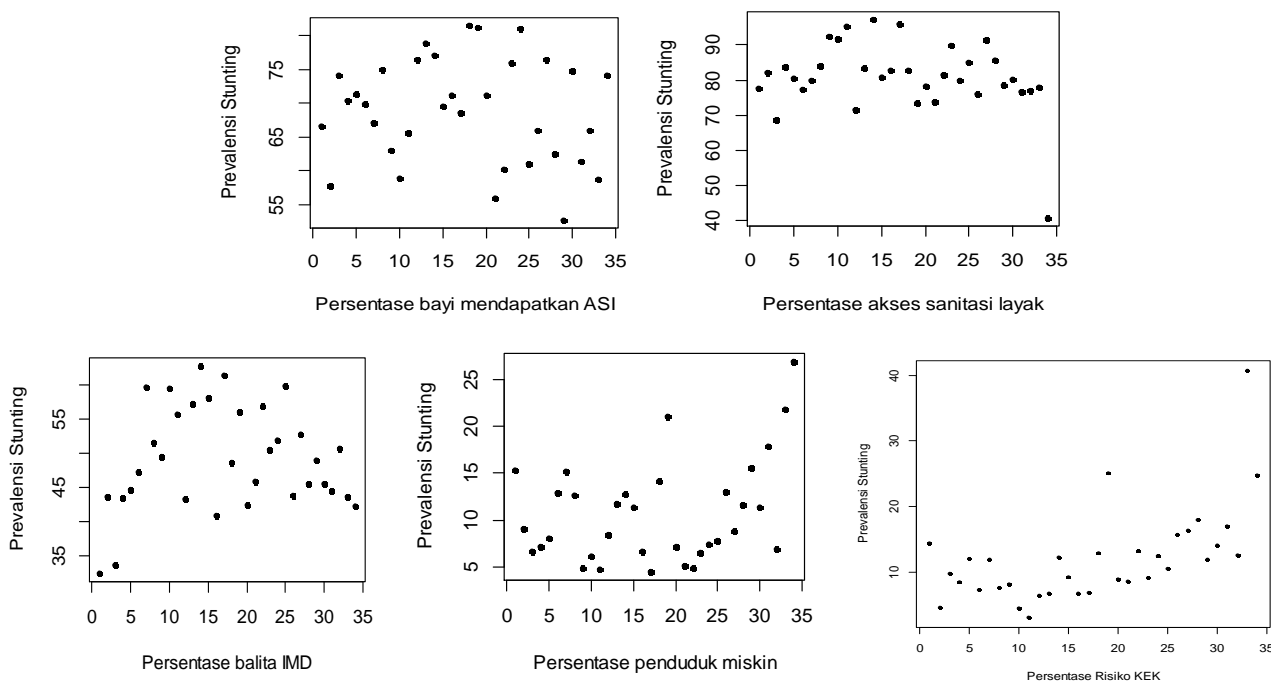 Prevalensi Stunting
75
65
55
0 5 10 15 20 25 30 35
Persentase bayi mendapatkan ASI
Prevalensi Stunting
90
80
70
60
50
40
0 5 10 15 20 25 30 35
Persentase akses sanitasi layak
Prevalensi Stunting
55
45
35
0 5 10 15 20 25 30 35
Persentase balita IMD
Prevalensi Stunting
25
20
15
10
5
0 5 10 15 20 25 30 35
Persentase penduduk miskin
Prevalensi Stunting
40
30
20
10
0 5 10 15 20 25 30 35
Persentase Risiko KEK